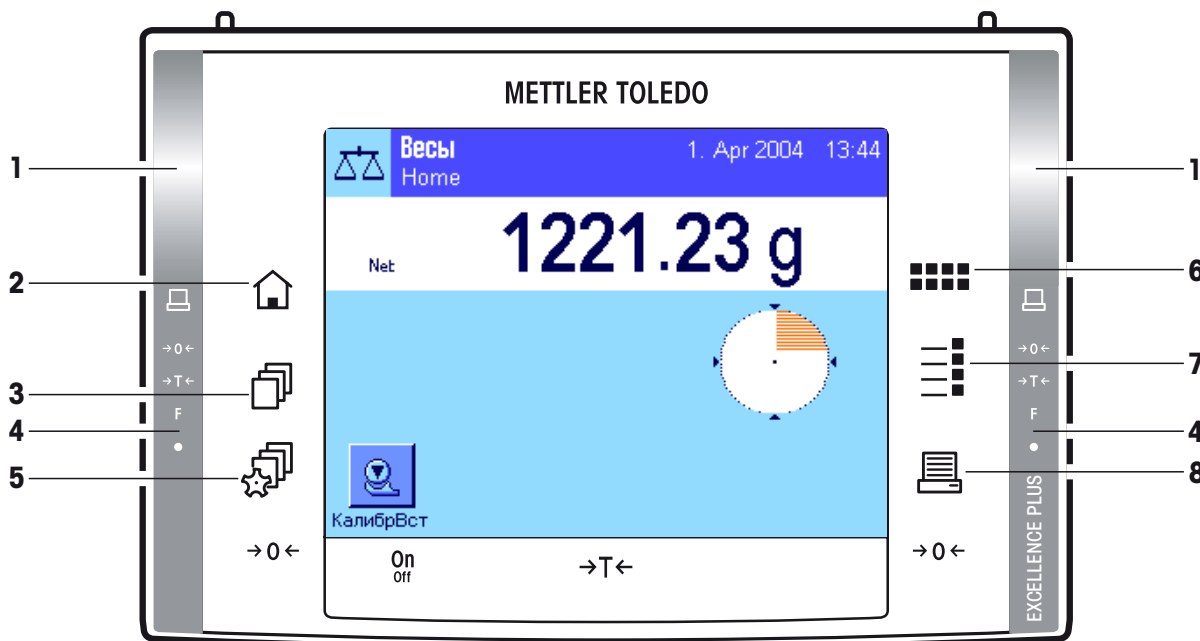 METTLER TOLEDO
Весы
1. Apr 2004 13:44
Home
1221.23 g
Net
КалибрВст
→0←
On
Off
→T←
→0←
1
2
3
4
5
→0←
→T←
F
1
6
7
4
8
→0←
→T←
F
EXCELLENCE PLUS